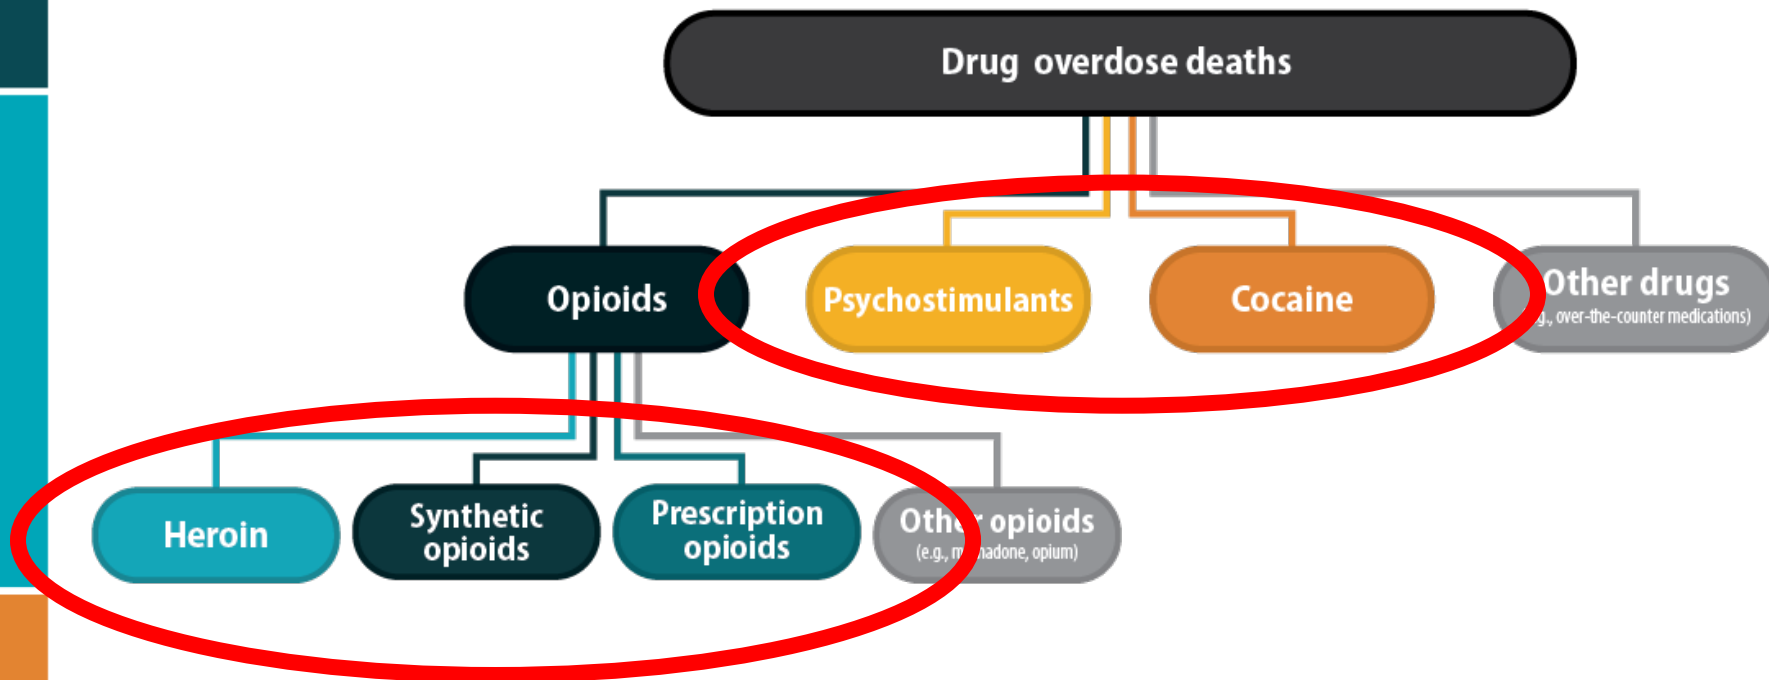 Drug overdose deaths
Opioids
Psychostimulants
Cocaine
Other drugs
over-the-counter medications)
Heroin
Synthetic
opioids
Prescription
opioids
Other opioids
(e.g., opium)